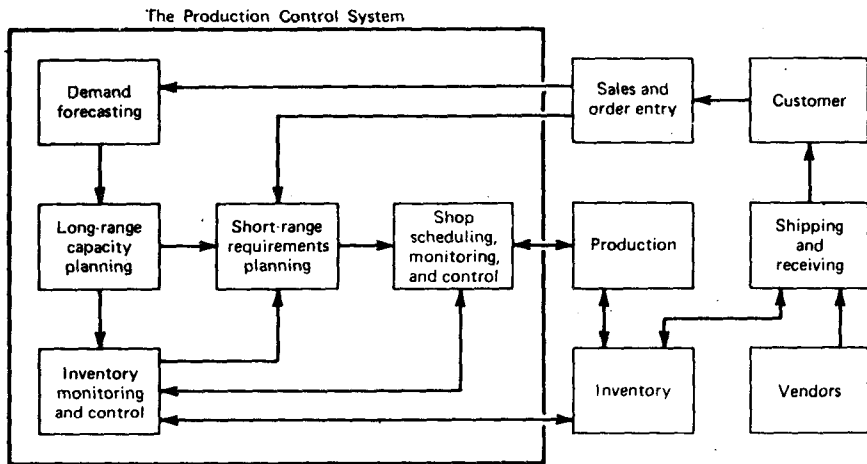 The Production Control System
Demand
forecasting
Sales and
order entry
Customer
Long-range
capacity
planning
Short-range
requirements
planning
Shop
scheduling,
monitoring,
and control
Production
Shipping
and
receiving
Inventory
monitoring
and control
Inventory
Vendors